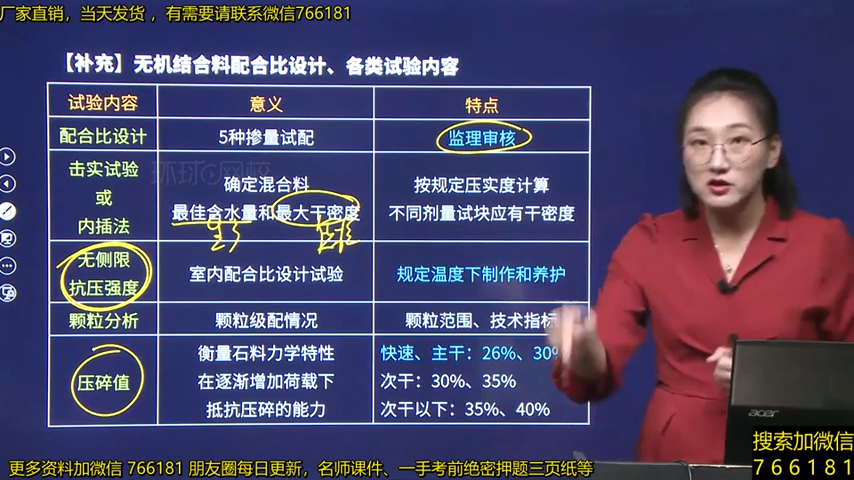 厂家直销，当天发货 ，有需要请联系微信766181
【补充】无机结合料配合比设计、各类试验内容
试验内容 意义 特点
配合比设计 5种掺量试配 监理审核
击实试验
或
内插法
确定混合料
最佳含水量和最大干密度
按规定压实度计算
不同剂量试块应有干密度
环球网校
无侧限
抗压强度
室内配合比设计试验 规定温度下制作和养护
颗粒分析 颗粒级配情况 颗粒范围、技术指标
压碎值
衡量石料力学特性
在逐渐增加荷载下
抵抗压碎的能力
快速、主干：26%、30%
次干：30%、35%
次干以下：35%、40%
acer
搜索加微信
766181
更多资料加微信 766181 朋友圈每日更新，名师课件、一手考前绝密押题三页纸等